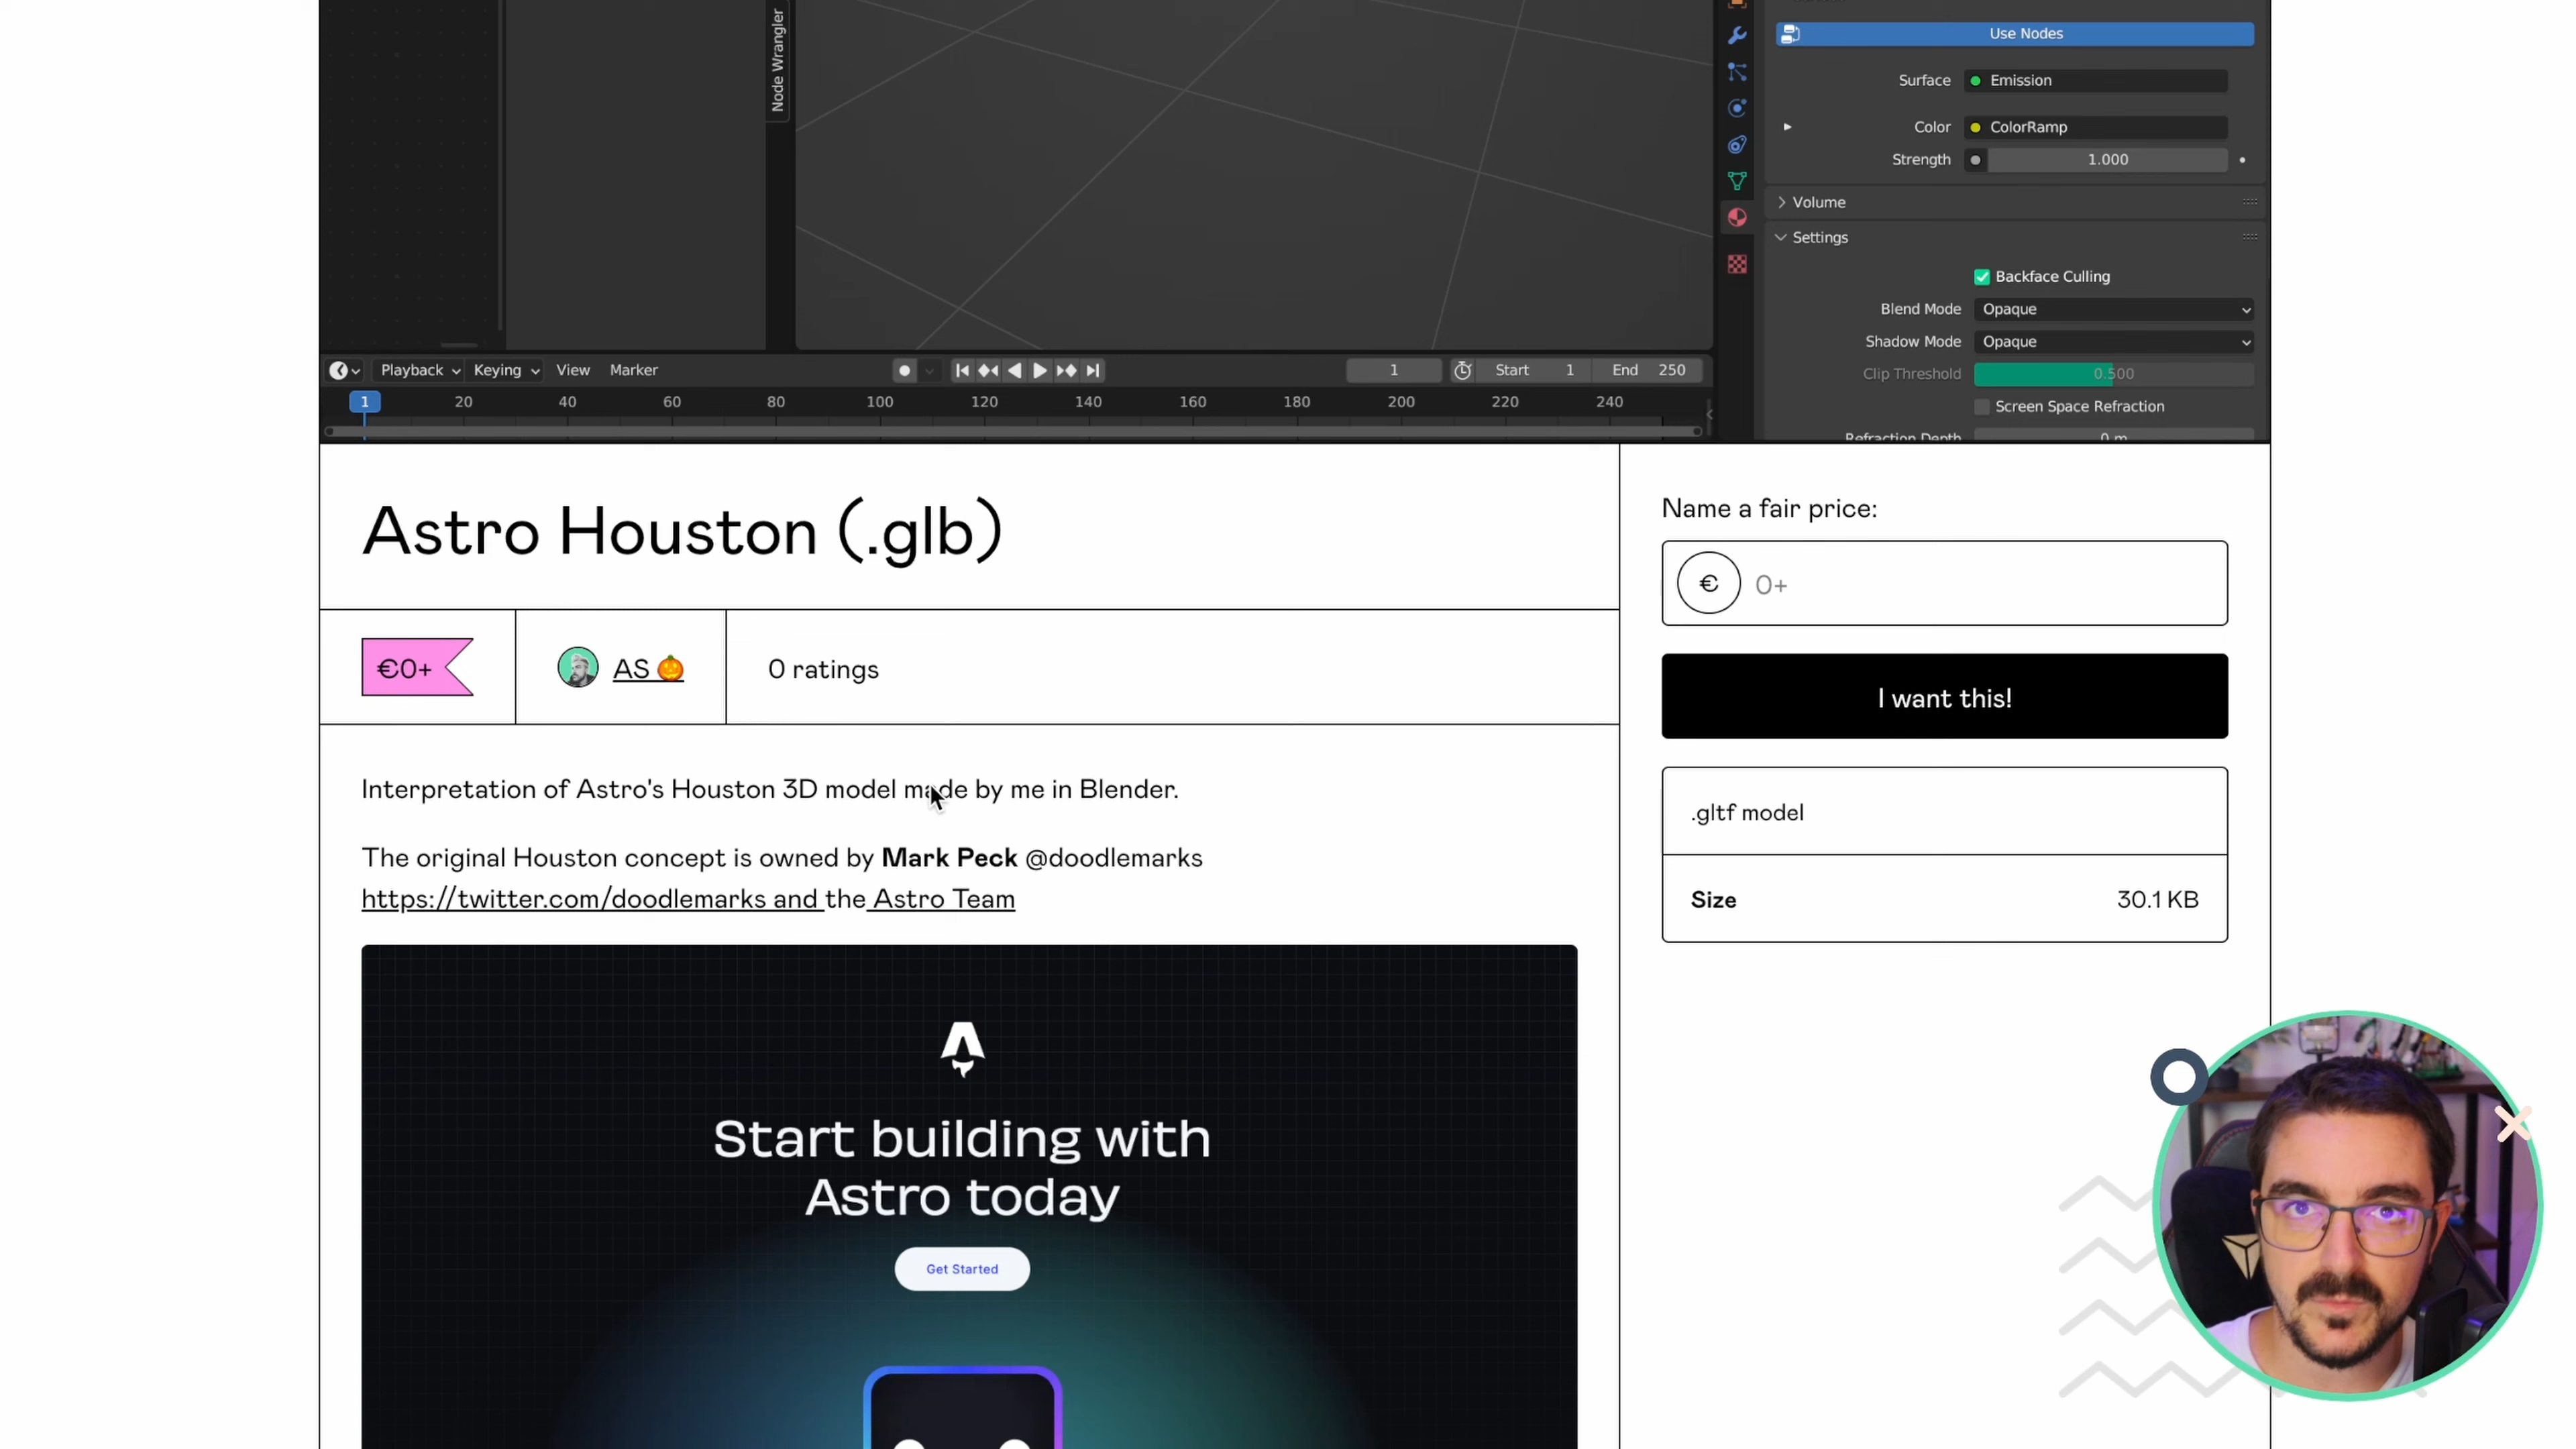 Node Wrangler
Use Nodes
Surface Emission
Color ColorRamp
Strength 1.000
Volume
Settings
Backface Culling
Blend Mode Opaque
Shadow Mode Opaque
Clip Threshold 0.500
Screen Space Refraction
Refraction Depth 0 m
Playback Keying View Marker
1 Start 1 End 250
1 20 40 60 80 100 120 140 160 180 200 220 240
Astro Houston (.glb)
€0+
AS 🎃
0 ratings
Interpretation of Astro's Houston 3D model made by me in Blender.
The original Houston concept is owned by Mark Peck @doodlemarks
https://twitter.com/doodlemarks and the Astro Team
Start building with
Astro today
Get Started
Name a fair price:
€ 0+
I want this!
.gltf model
Size 30.1 KB